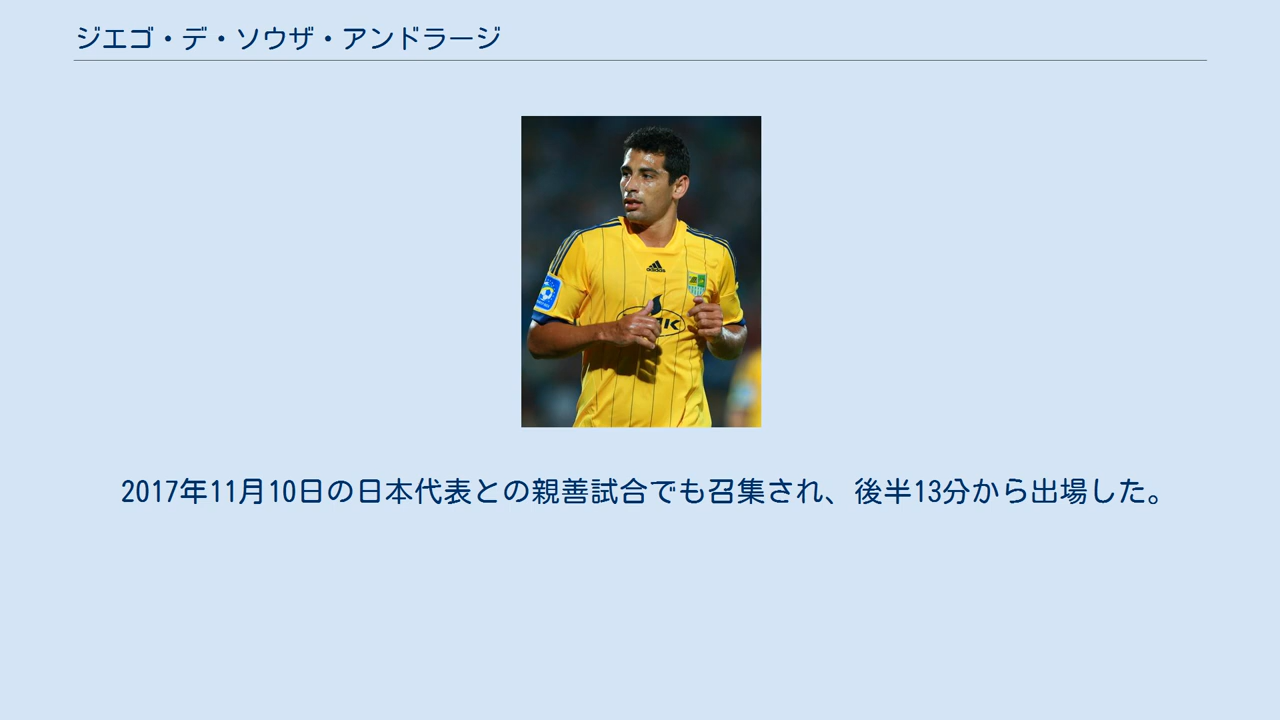 ジエゴ・デ・ソウザ・アンドラージ
adidas
2017年11月10日の日本代表との親善試合でも召集され、後半13分から出場した。